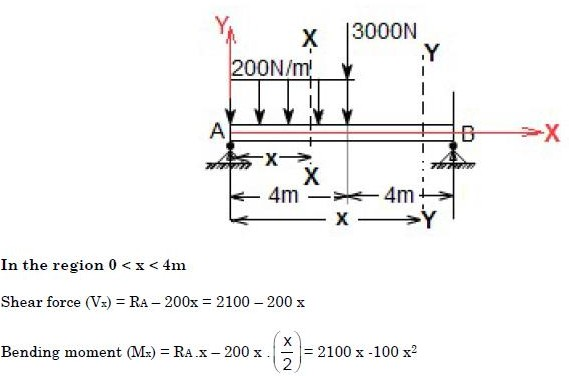 Y
X
3000N
Y
200N/m
A
B
X
x
X
4m
4m
x
Y
In the region 0 < x < 4m
Shear force (Vx) = RA – 200x = 2100 – 200 x
Bending moment (Mx) = RA .x – 200 x . (x/2) = 2100 x -100 x²